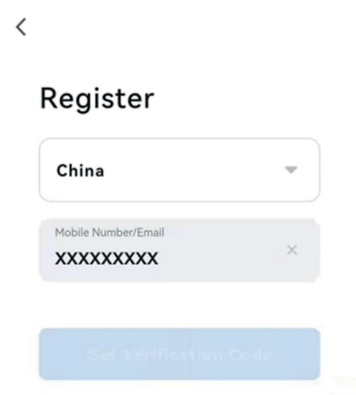 Register
China
Mobile Number/Email
XXXXXXXXX
Get Verification Code